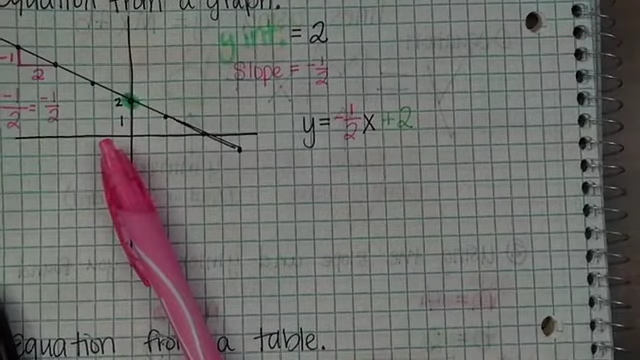 equation from a graph.
y int. = 2
slope = -1/2
-1
2
-1/2 = -1/2
2
1
y = -1/2x + 2
equation from a table.